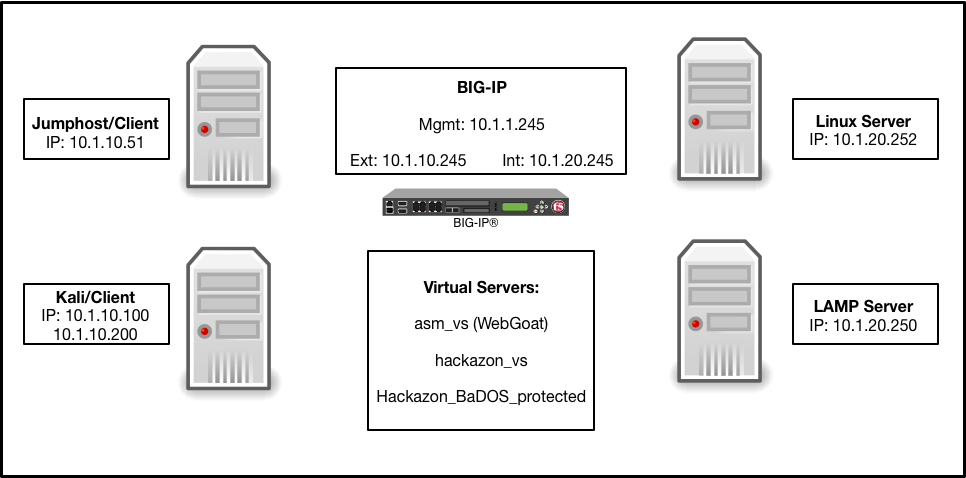 Jumphost/Client
IP: 10.1.10.51
BIG-IP
Mgmt: 10.1.1.245
Ext: 10.1.10.245 Int: 10.1.20.245
Linux Server
IP: 10.1.20.252
f5
BIG-IP®
Kali/Client
IP: 10.1.10.100
10.1.10.200
Virtual Servers:
asm_vs (WebGoat)
hackazon_vs
Hackazon_BaDOS_protected
LAMP Server
IP: 10.1.20.250